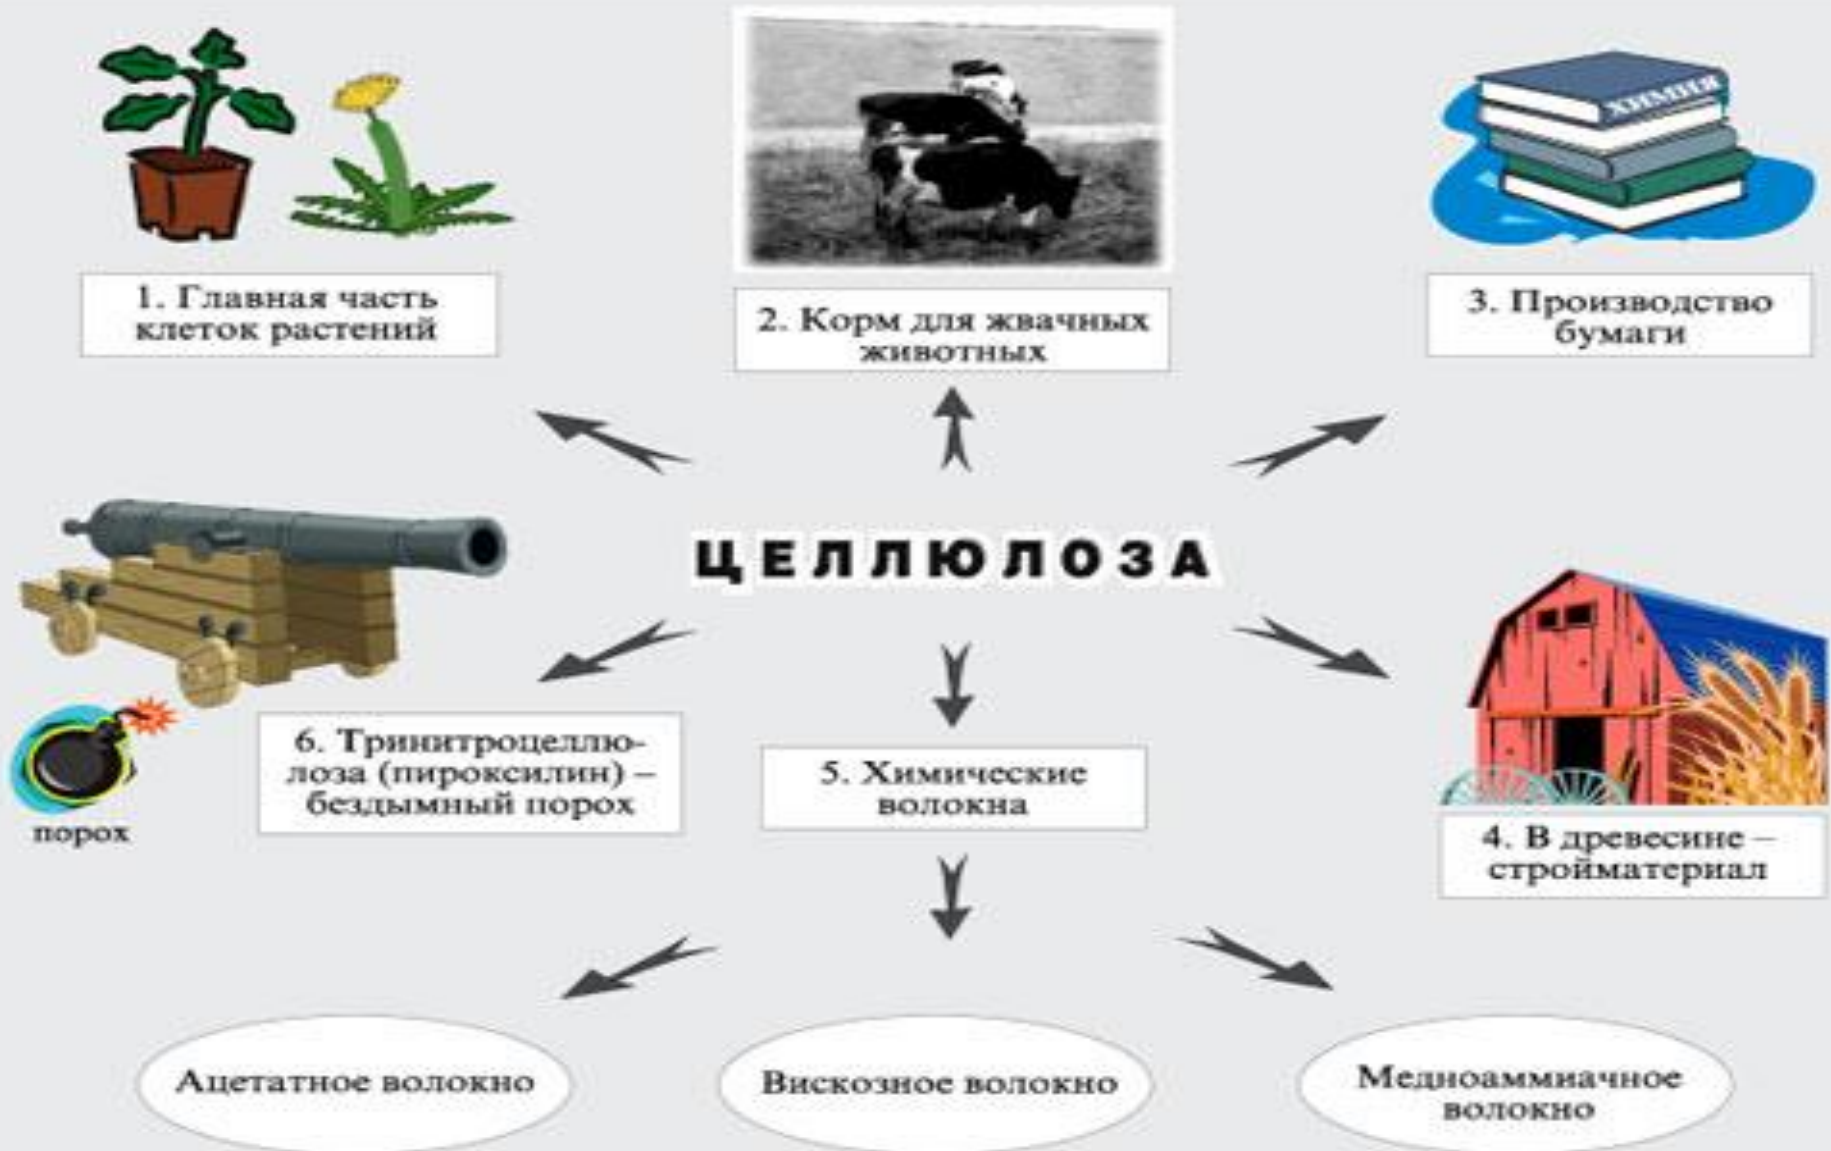 ХИМИЯ
1. Главная часть
клеток растений
2. Корм для жвачных
животных
3. Производство
бумаги
ЦЕЛЛЮЛОЗА
6. Тринитроцеллю-
лоза (пироксилин) –
бездымный порох
порох
5. Химические
волокна
4. В древесине –
стройматериал
Ацетатное волокно
Вискозное волокно
Медноаммиачное
волокно